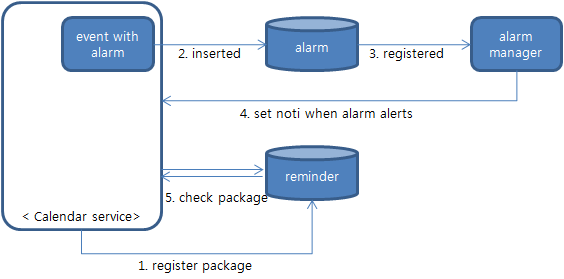 event with
alarm
2. inserted
alarm
3. registered
alarm
manager
4. set noti when alarm alerts
reminder
5. check package
< Calendar service>
1. register package